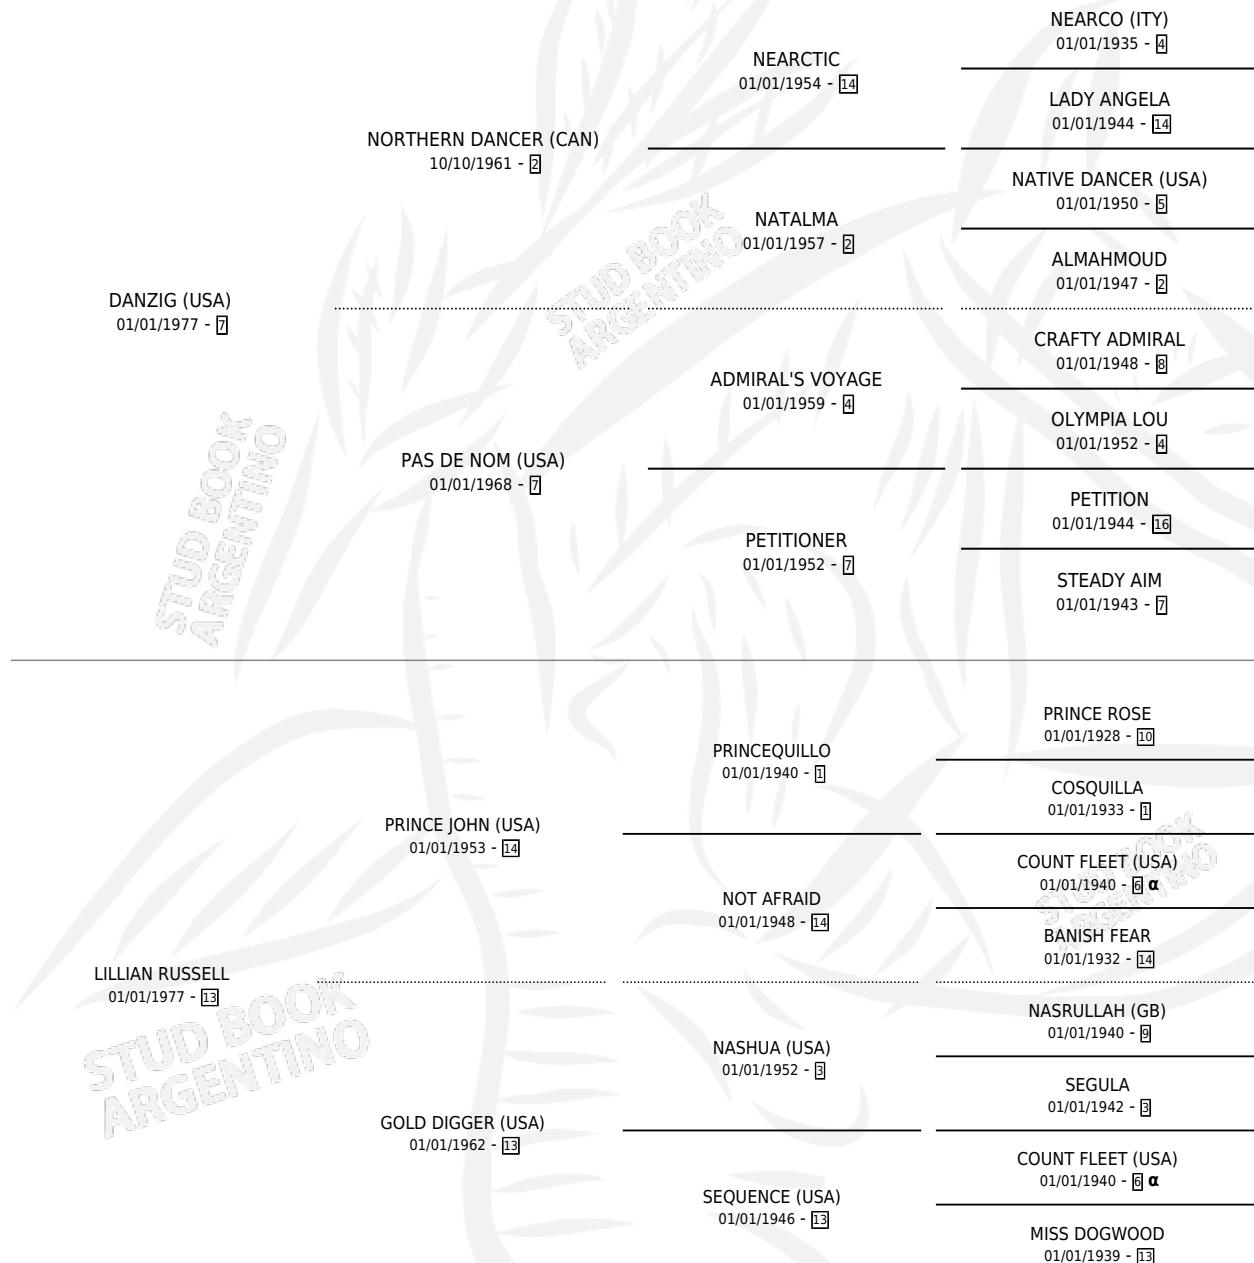 NEARCO (ITY)
01/01/1935 - 4
NEARCTIC
01/01/1954 - 14
LADY ANGELA
01/01/1944 - 14
NORTHERN DANCER (CAN)
10/10/1961 - 2
NATIVE DANCER (USA)
01/01/1950 - 5
NATALMA
01/01/1957 - 2
ALMAHMOUD
01/01/1947 - 2
STUD BOOK
ARGENTINO
DANZIG (USA)
01/01/1977 - 7
CRAFTY ADMIRAL
01/01/1948 - 8
ADMIRAL'S VOYAGE
01/01/1959 - 4
OLYMPIA LOU
01/01/1952 - 4
PAS DE NOM (USA)
01/01/1968 - 7
PETITION
01/01/1944 - 16
PETITIONER
01/01/1952 - 7
STEADY AIM
01/01/1943 - 7
STUD BOOK
ARGENTINO
PRINCE ROSE
01/01/1928 - 10
PRINCEQUILLO
01/01/1940 - 1
COSQUILLA
01/01/1933 - 1
PRINCE JOHN (USA)
01/01/1953 - 14
COUNT FLEET (USA)
01/01/1940 - 6 α
NOT AFRAID
01/01/1948 - 14
BANISH FEAR
01/01/1932 - 14
STUD BOOK
ARGENTINO
LILLIAN RUSSELL
01/01/1977 - 13
NASRULLAH (GB)
01/01/1940 - 9
NASHUA (USA)
01/01/1952 - 3
SEGULA
01/01/1942 - 3
GOLD DIGGER (USA)
01/01/1962 - 13
COUNT FLEET (USA)
01/01/1940 - 6 α
SEQUENCE (USA)
01/01/1946 - 13
MISS DOGWOOD
01/01/1939 - 13
STUD BOOK
ARGENTINO